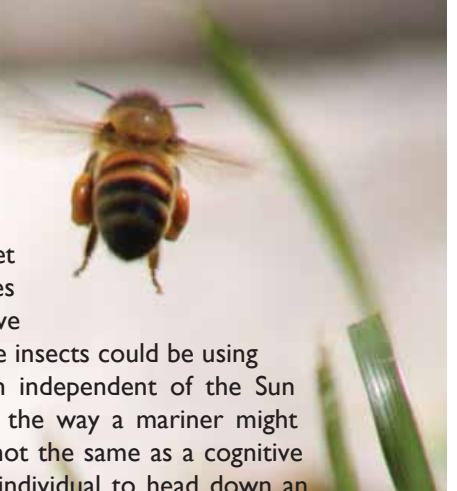 et
es
ve
e insects could be using
n independent of the Sun
the way a mariner might
not the same as a cognitive
individual to head down an